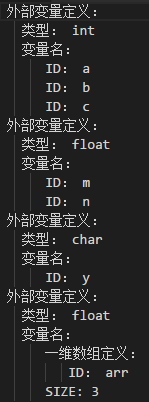 外部变量定义：
类型： int
变量名：
ID： a
ID： b
ID： c
外部变量定义：
类型： float
变量名：
ID： m
ID： n
外部变量定义：
类型： char
变量名：
ID： y
外部变量定义：
类型： float
变量名：
一维数组定义：
ID： arr
SIZE: 3